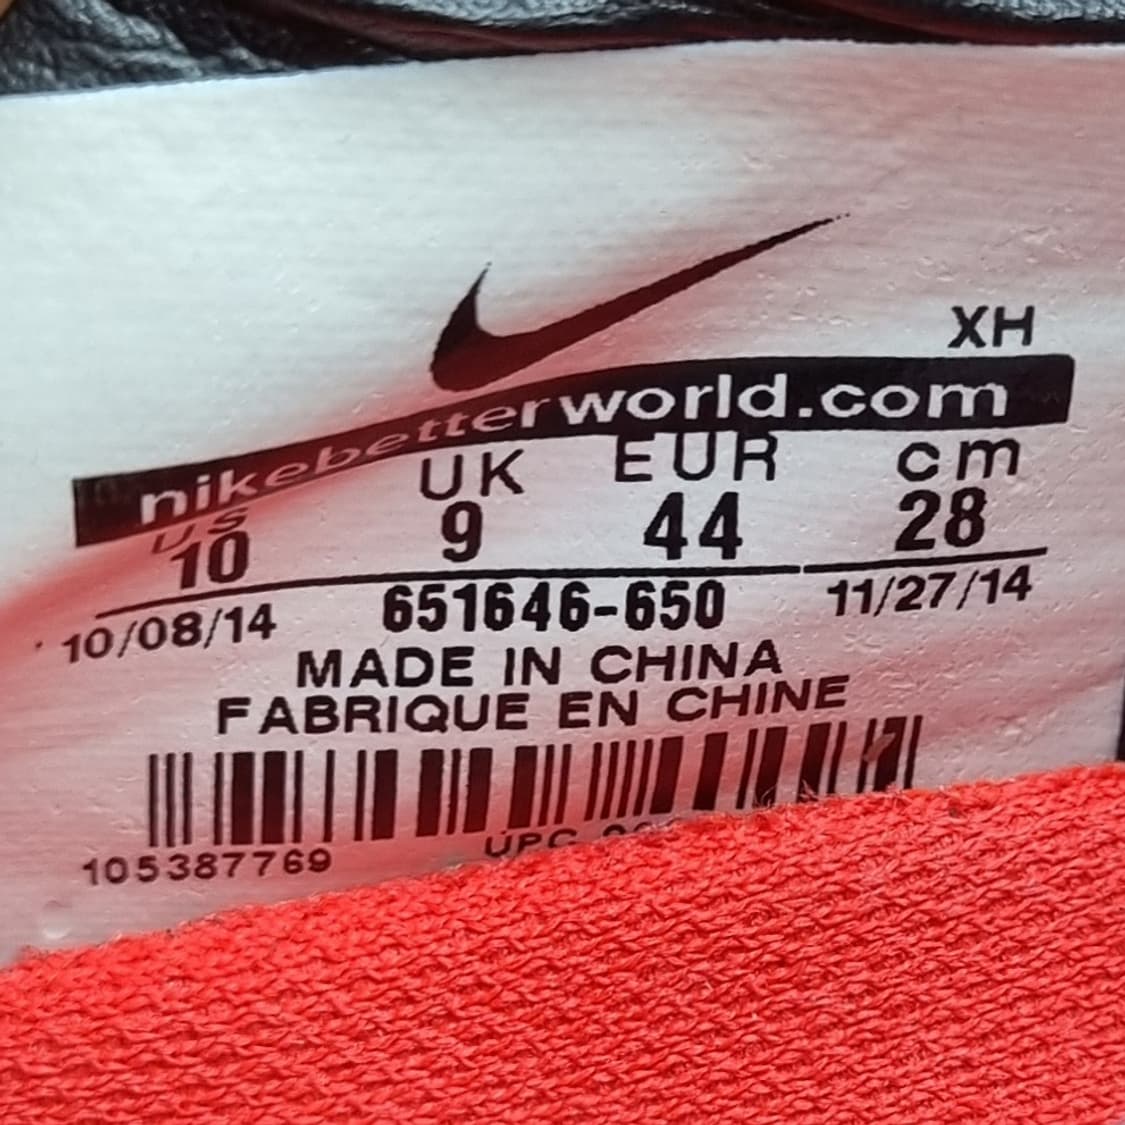 XH
nikebetterworld.com
US UK EUR cm
10 9 44 28
10/08/14 651646-650 11/27/14
MADE IN CHINA
FABRIQUE EN CHINE
105387769 UPC